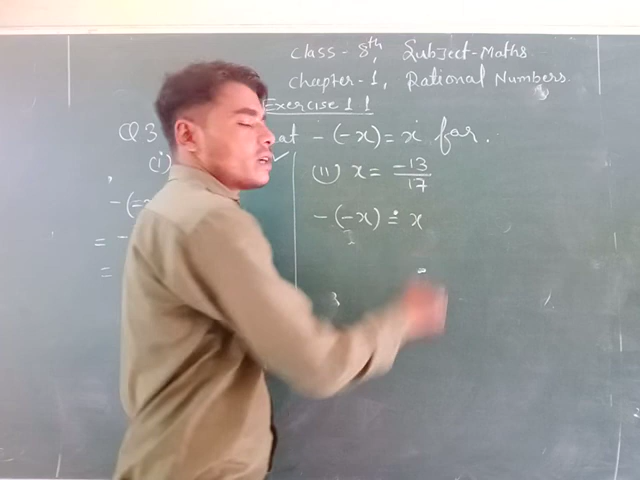 Class - 8th, Subject - Maths
Chapter - 1, Rational Numbers
Exercise 1.1
Q3 at -(-x) = x for.
(i)
(ii) x = -13/17
-(-x) = x